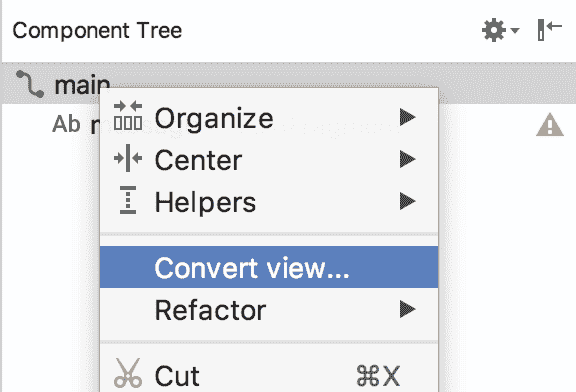 Component Tree
main
Ab
Organize
Center
Helpers
Convert view...
Refactor
Cut ⌘X